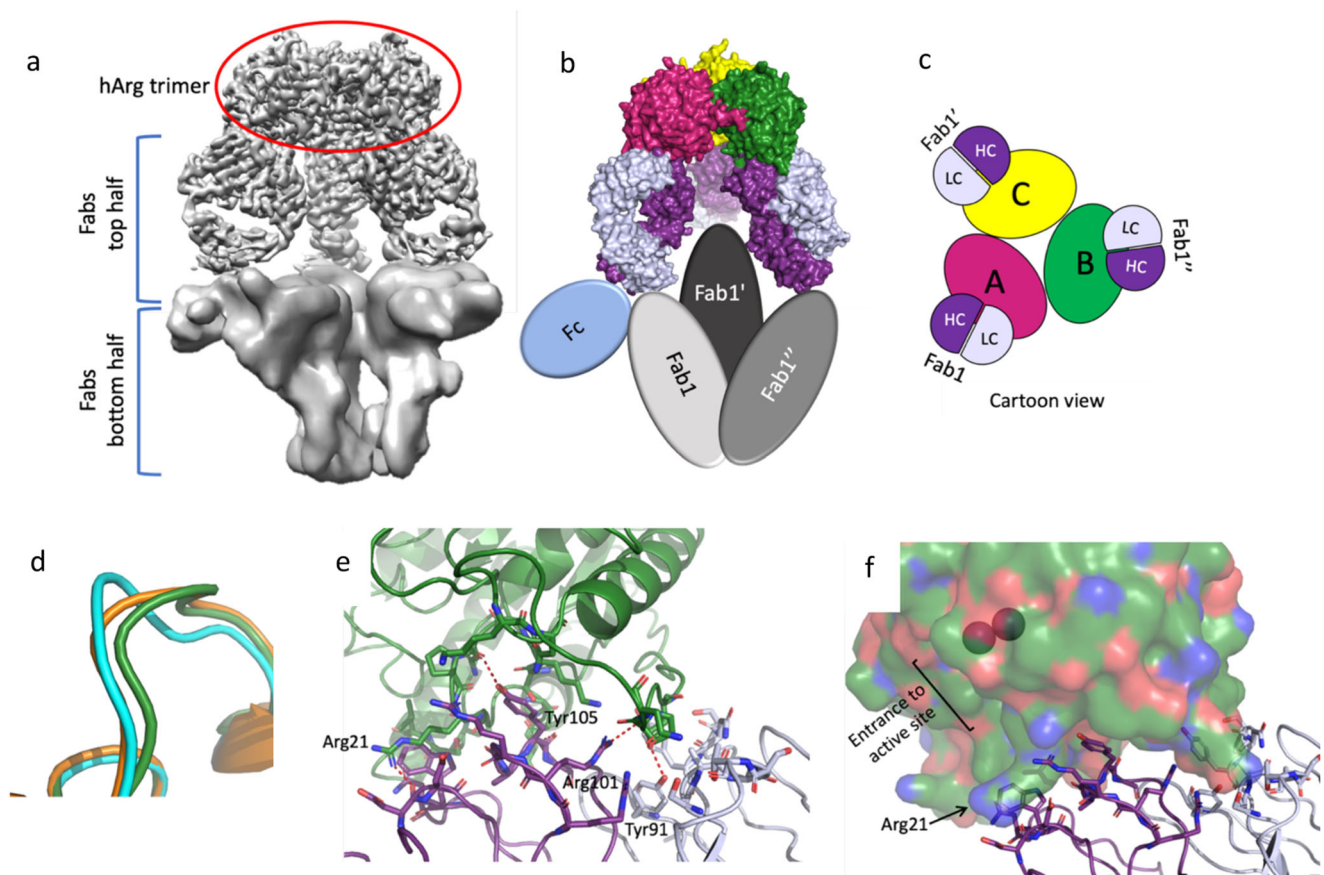 a
hArg trimer
Fabs
top half
Fabs
bottom half
b
Fc
Fab1
Fab1'
Fab1''
c
Fab1'
HC
LC
C
LC
HC
B
Fab1''
A
HC
LC
Fab1
Cartoon view
d
e
Arg21
Tyr105
Arg101
Tyr91
f
Entrance to
active site
Arg21